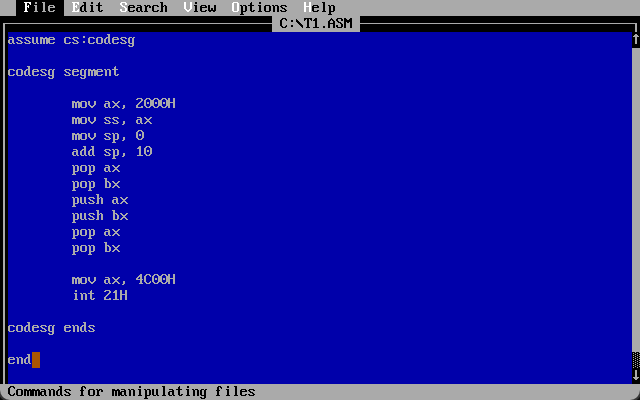 File Edit Search View Options Help
C:\T1.ASM
assume cs:codesg
codesg segment
mov ax, 2000H
mov ss, ax
mov sp, 0
add sp, 10
pop ax
pop bx
push ax
push bx
pop ax
pop bx
mov ax, 4C00H
int 21H
codesg ends
end
Commands for manipulating files